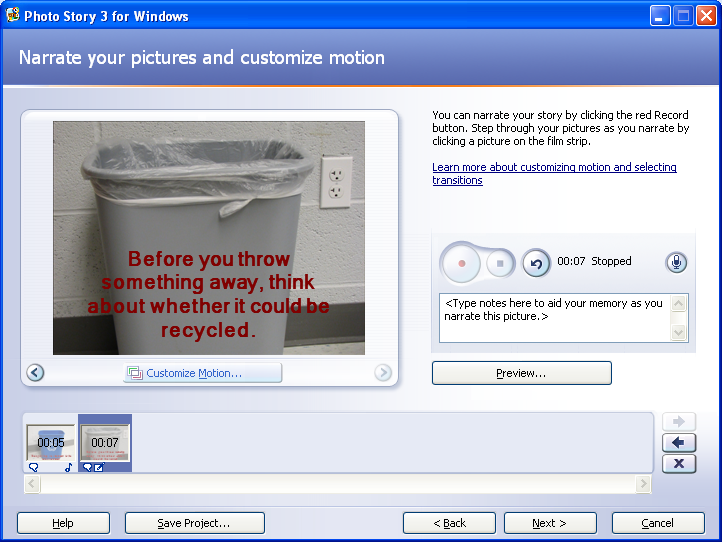 Photo Story 3 for Windows
Narrate your pictures and customize motion
Before you throw
something away, think
about whether it could be
recycled.
Customize Motion...
You can narrate your story by clicking the red Record
button. Step through your pictures as you narrate by
clicking a picture on the film strip.
Learn more about customizing motion and selecting
transitions
00:07 Stopped
<Type notes here to aid your memory as you
narrate this picture.>
Preview...
00:05
00:07
Help
Save Project...
< Back
Next >
Cancel